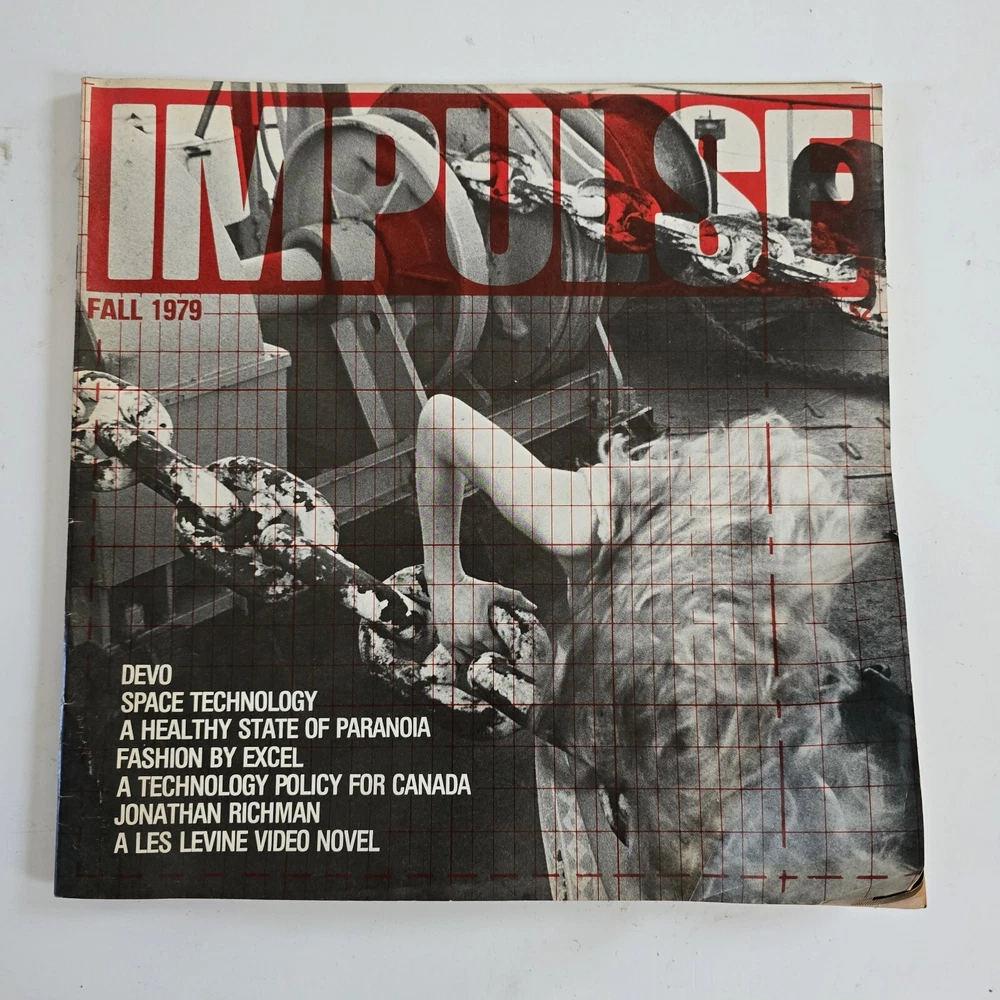 IMPULSE
FALL 1979
$2
DEVO
SPACE TECHNOLOGY
A HEALTHY STATE OF PARANOIA
FASHION BY EXCEL
A TECHNOLOGY POLICY FOR CANADA
JONATHAN RICHMAN
A LES LEVINE VIDEO NOVEL